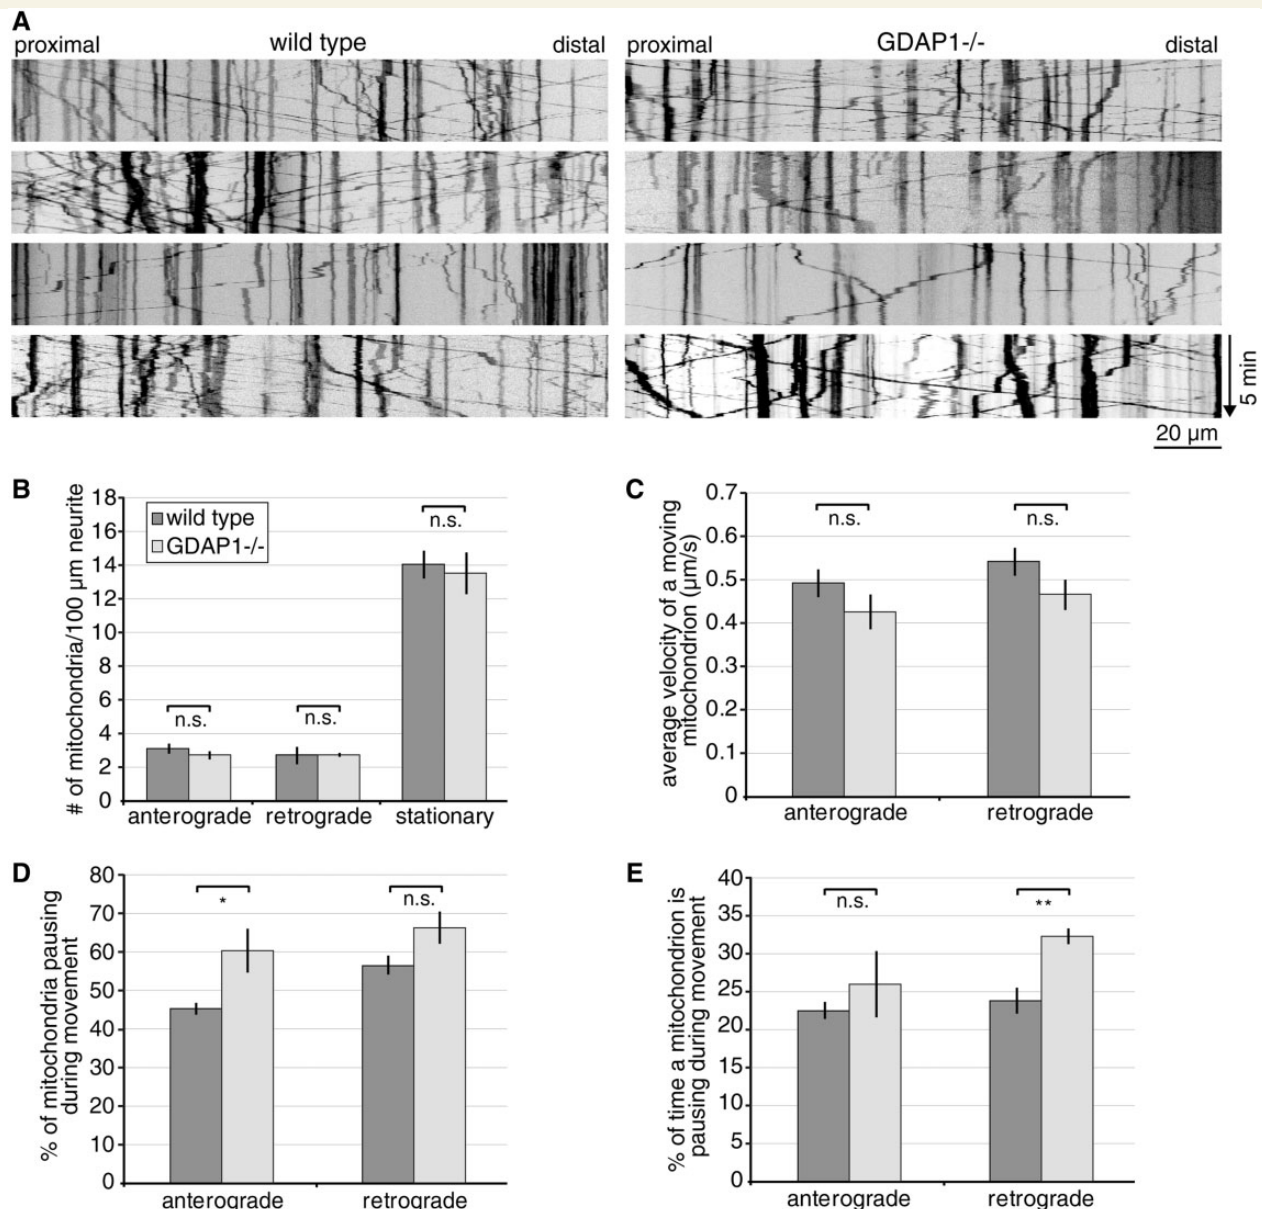 A
proximal wild type distal
proximal GDAP1-/- distal
5 min
20 µm
B
# of mitochondria/100 µm neurite
18
16
14
12
10
8
6
4
2
0
wild type
GDAP1-/-
n.s.
n.s.
n.s.
anterograde retrograde stationary
C
average velocity of a moving
mitochondrion (µm/s)
0.7
0.6
0.5
0.4
0.3
0.2
0.1
0
n.s.
n.s.
anterograde retrograde
D
% of mitochondria pausing
during movement
80
70
60
50
40
30
20
10
0
*
n.s.
anterograde retrograde
E
% of time a mitochondrion is
pausing during movement
40
35
30
25
20
15
10
5
0
n.s.
**
anterograde retrograde